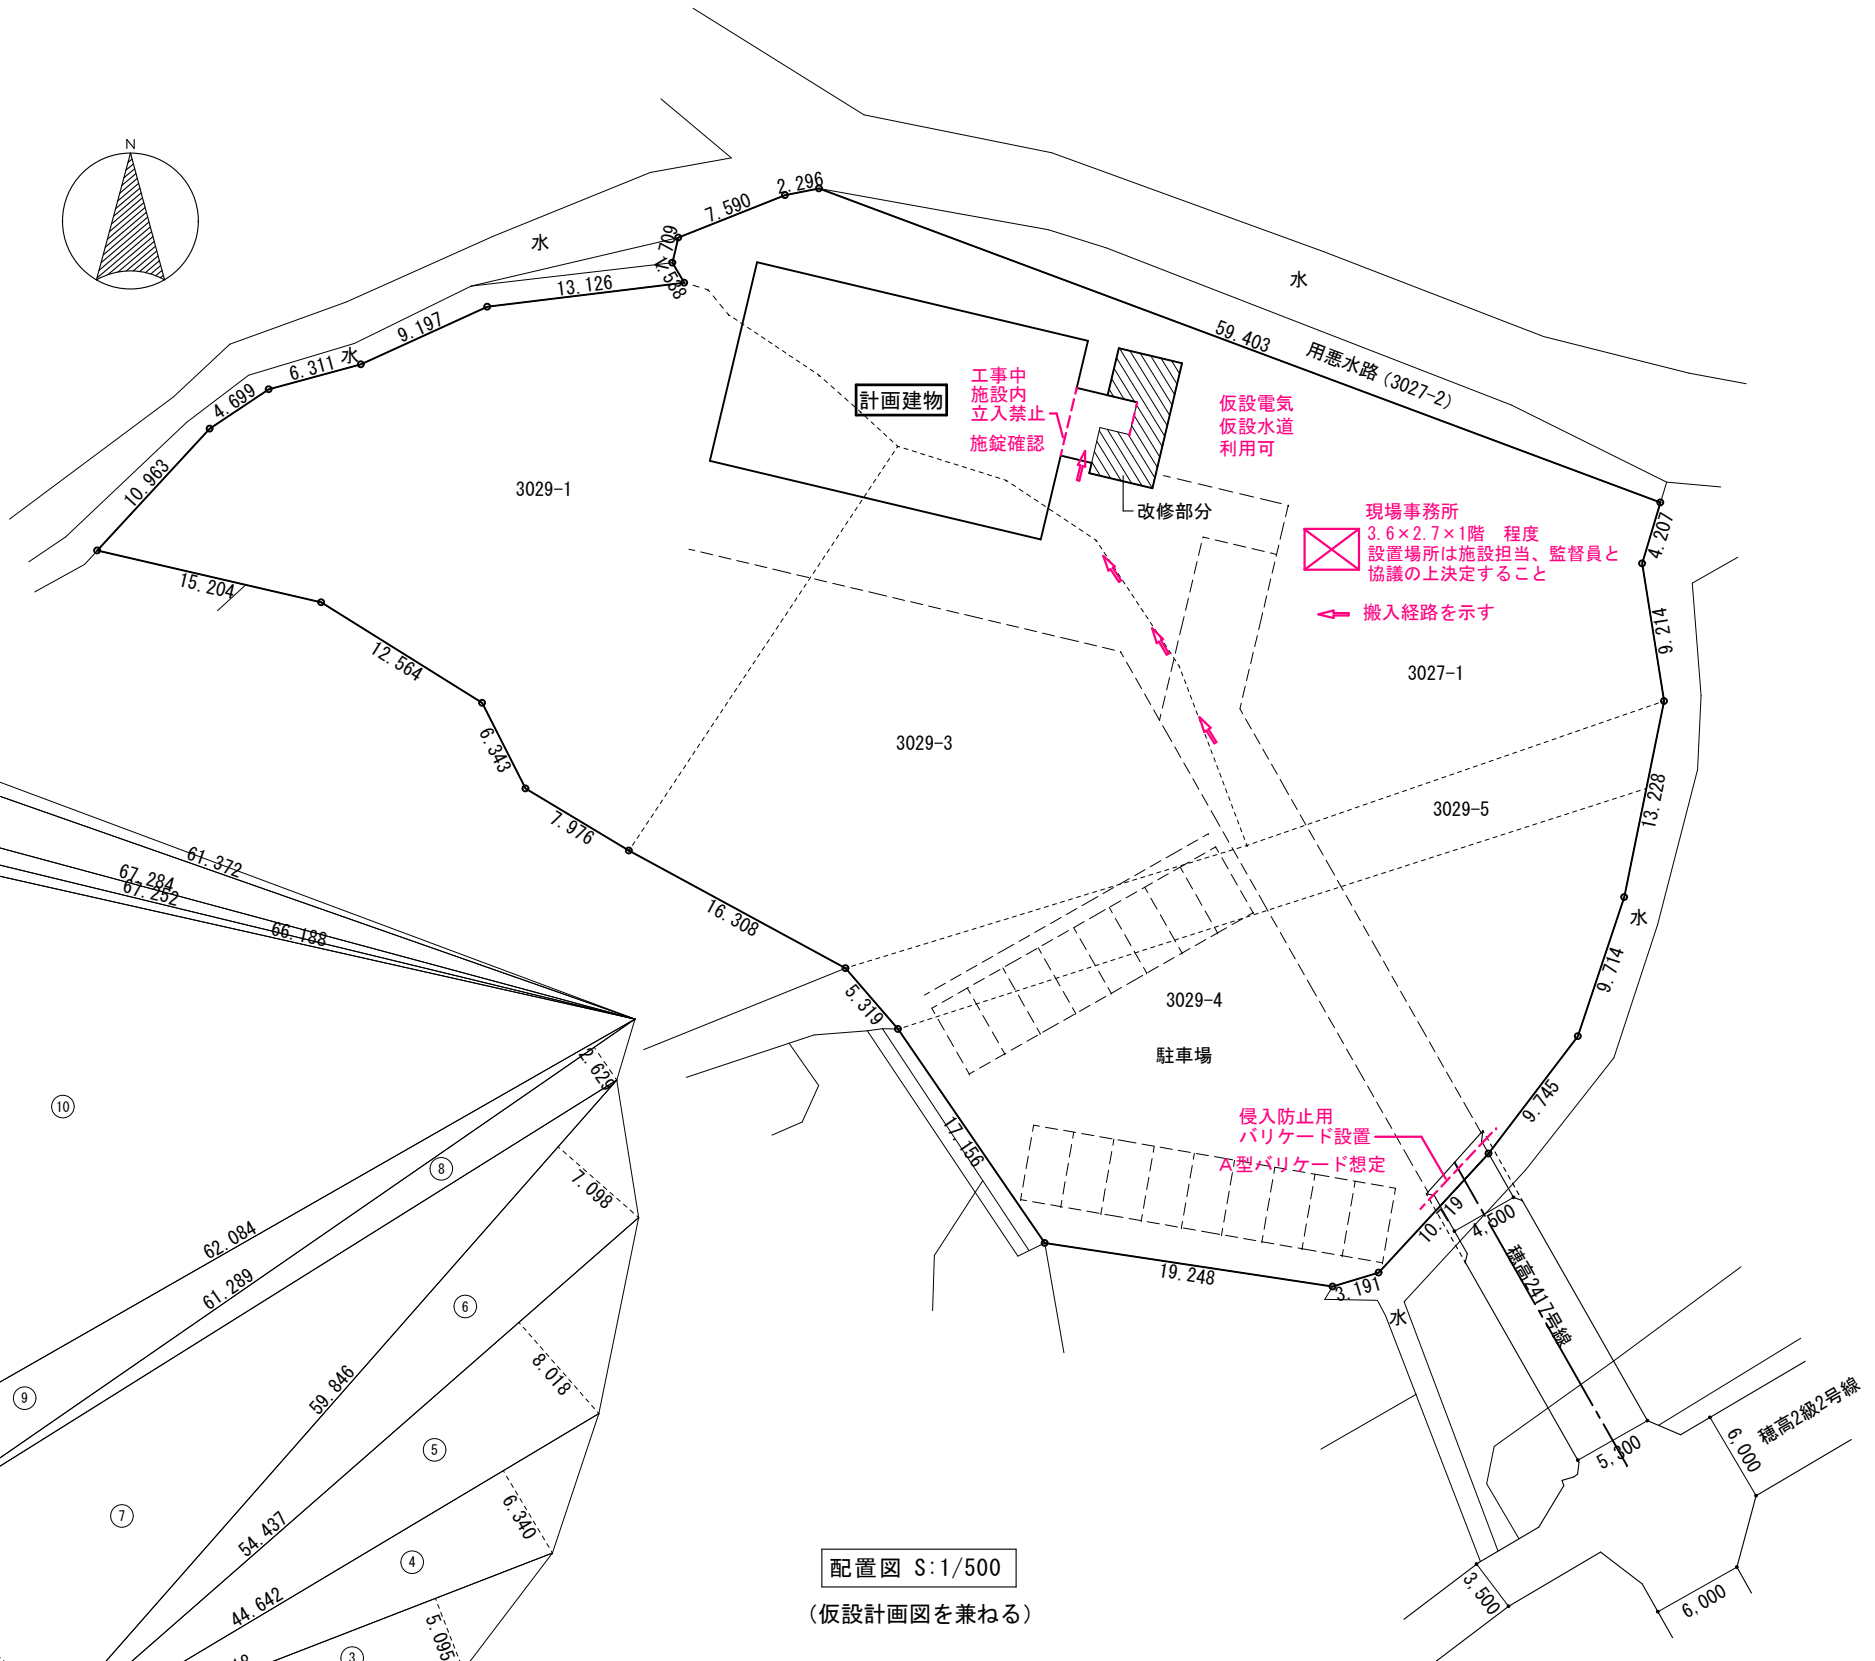 N
水
水
水
2.296
7.590
13.126
9.197
6.311
4.699
10.963
15.204
12.564
6.343
7.976
16.308
5.319
17.156
19.248
3.191
10.719
9.745
9.714
13.228
9.214
4.207
59.403
用悪水路 (3027-2)
計画建物
工事中
施設内
立入禁止
施錠確認
仮設電気
仮設水道
利用可
改修部分
現場事務所
3.6×2.7×1階 程度
設置場所は施設担当、監督員と
協議の上決定すること
搬入経路を示す
3029-1
3027-1
3029-3
3029-5
3029-4
駐車場
水
侵入防止用
バリケード設置
A型バリケード想定
4,500
穂高2417号線
水
5,300
6,000
穂高2級2号線
3,500
6,000
61.372
67.284
67.252
66.188
2.629
⑩
⑧
7.098
62.084
61.289
⑥
⑨
59.846
8.018
⑤
⑦
54.437
6.340
④
44.642
5.095
③
配置図 S:1/500
(仮設計画図を兼ねる)